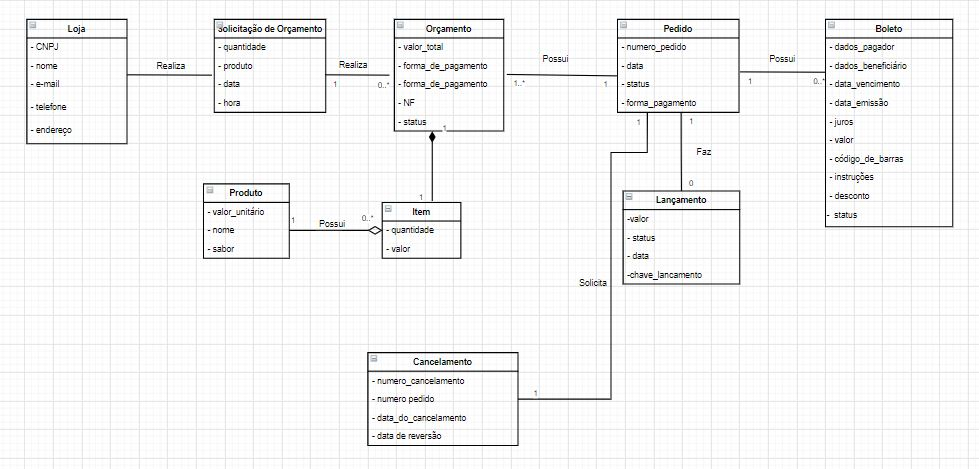 Loja
- CNPJ
- nome
- e-mail
- telefone
- endereço
Realiza
Solicitação de Orçamento
- quantidade
- produto
- data
- hora
Realiza
1
0..*
Orçamento
- valor_total
- forma_de_pagamento
- forma_de_pagamento
- NF
- status
1
Possui
1..*
1
Pedido
- numero_pedido
- data
- status
- forma_pagamento
Possui
1
0..*
Boleto
- dados_pagador
- dados_beneficiário
- data_vencimento
- data_emissão
- juros
- valor
- código_de_barras
- instruções
- desconto
- status
1
1
Faz
0
Produto
- valor_unitário
- nome
- sabor
1
Possui
0..*
1
Item
- quantidade
- valor
Lançamento
-valor
- status
- data
-chave_lancamento
Solicita
Cancelamento
- numero_cancelamento
- numero pedido
- data_do_cancelamento
- data de reversão
1